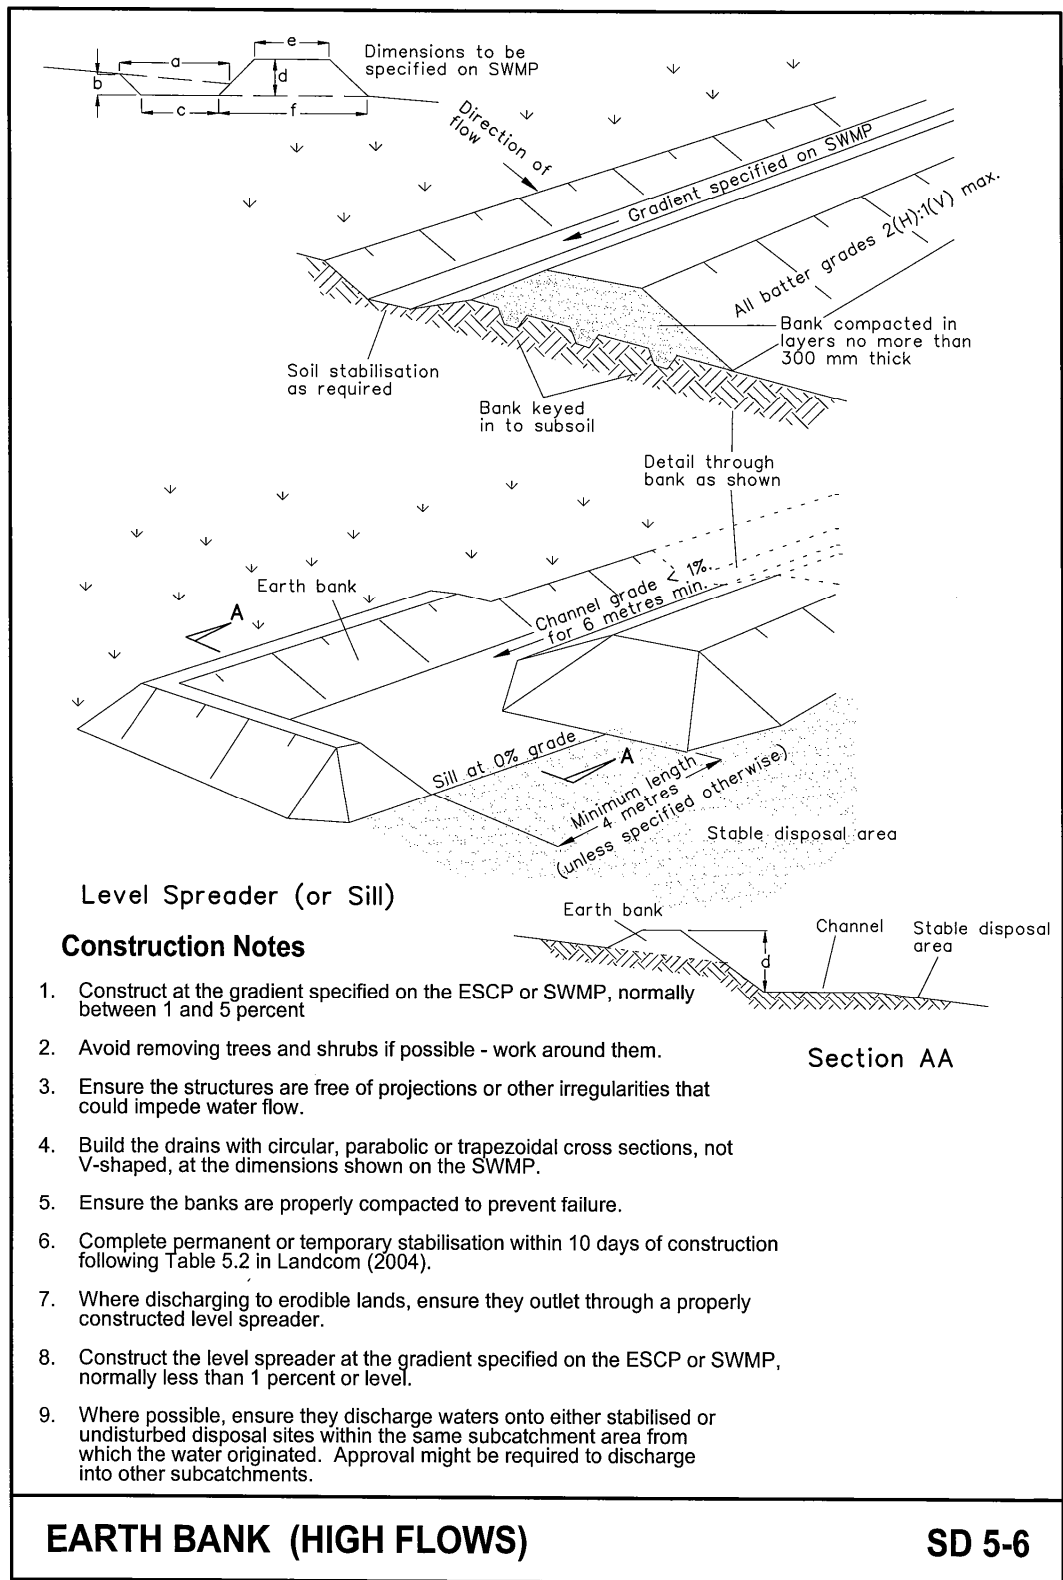 e
Dimensions to be
specified on SWMP
a
b
d
c
f
Direction of
flow
Gradient specified on SWMP
All batter grades 2(H):1(V) max.
Bank compacted in
layers no more than
300 mm thick
Soil stabilisation
as required
Bank keyed
in to subsoil
Detail through
bank as shown
Earth bank
A
Channel grade < 1%
for 6 metres min.
Sill at 0% grade
A
Minimum length
4 metres
(unless specified otherwise)
Stable disposal area
Level Spreader (or Sill)
Earth bank
Channel
Stable disposal
area
d
Section AA
Construction Notes
1. Construct at the gradient specified on the ESCP or SWMP, normally
between 1 and 5 percent
2. Avoid removing trees and shrubs if possible - work around them.
3. Ensure the structures are free of projections or other irregularities that
could impede water flow.
4. Build the drains with circular, parabolic or trapezoidal cross sections, not
V-shaped, at the dimensions shown on the SWMP.
5. Ensure the banks are properly compacted to prevent failure.
6. Complete permanent or temporary stabilisation within 10 days of construction
following Table 5.2 in Landcom (2004).
7. Where discharging to erodible lands, ensure they outlet through a properly
constructed level spreader.
8. Construct the level spreader at the gradient specified on the ESCP or SWMP,
normally less than 1 percent or level.
9. Where possible, ensure they discharge waters onto either stabilised or
undisturbed disposal sites within the same subcatchment area from
which the water originated. Approval might be required to discharge
into other subcatchments.
EARTH BANK (HIGH FLOWS)
SD 5-6